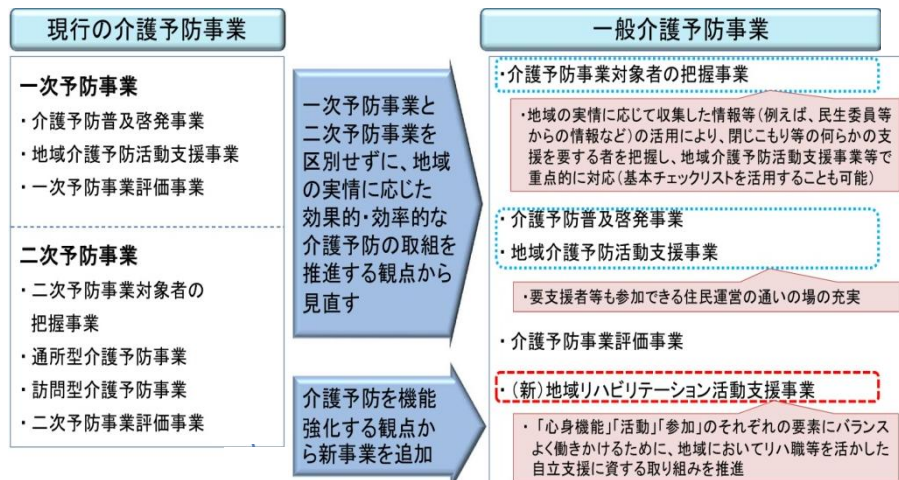 現行の介護予防事業
一次予防事業
・介護予防普及啓発事業
・地域介護予防活動支援事業
・一次予防事業評価事業
二次予防事業
・二次予防事業対象者の
把握事業
・通所型介護予防事業
・訪問型介護予防事業
・二次予防事業評価事業
一次予防事業と
二次予防事業を
区別せずに、地域
の実情に応じた
効果的・効率的な
介護予防の取組を
推進する観点から
見直す
介護予防を機能
強化する観点か
ら新事業を追加
一般介護予防事業
・介護予防事業対象者の把握事業
・地域の実情に応じて収集した情報等(例えば、民生委員等
からの情報など)の活用により、閉じこもり等の何らかの支
援を要する者を把握し、地域介護予防活動支援事業等で
重点的に対応(基本チェックリストを活用することも可能)
・介護予防普及啓発事業
・地域介護予防活動支援事業
・要支援者等も参加できる住民運営の通いの場の充実
・介護予防事業評価事業
・(新)地域リハビリテーション活動支援事業
・「心身機能」「活動」「参加」のそれぞれの要素にバランス
よく働きかけるために、地域においてリハ職等を活かした
自立支援に資する取り組みを推進